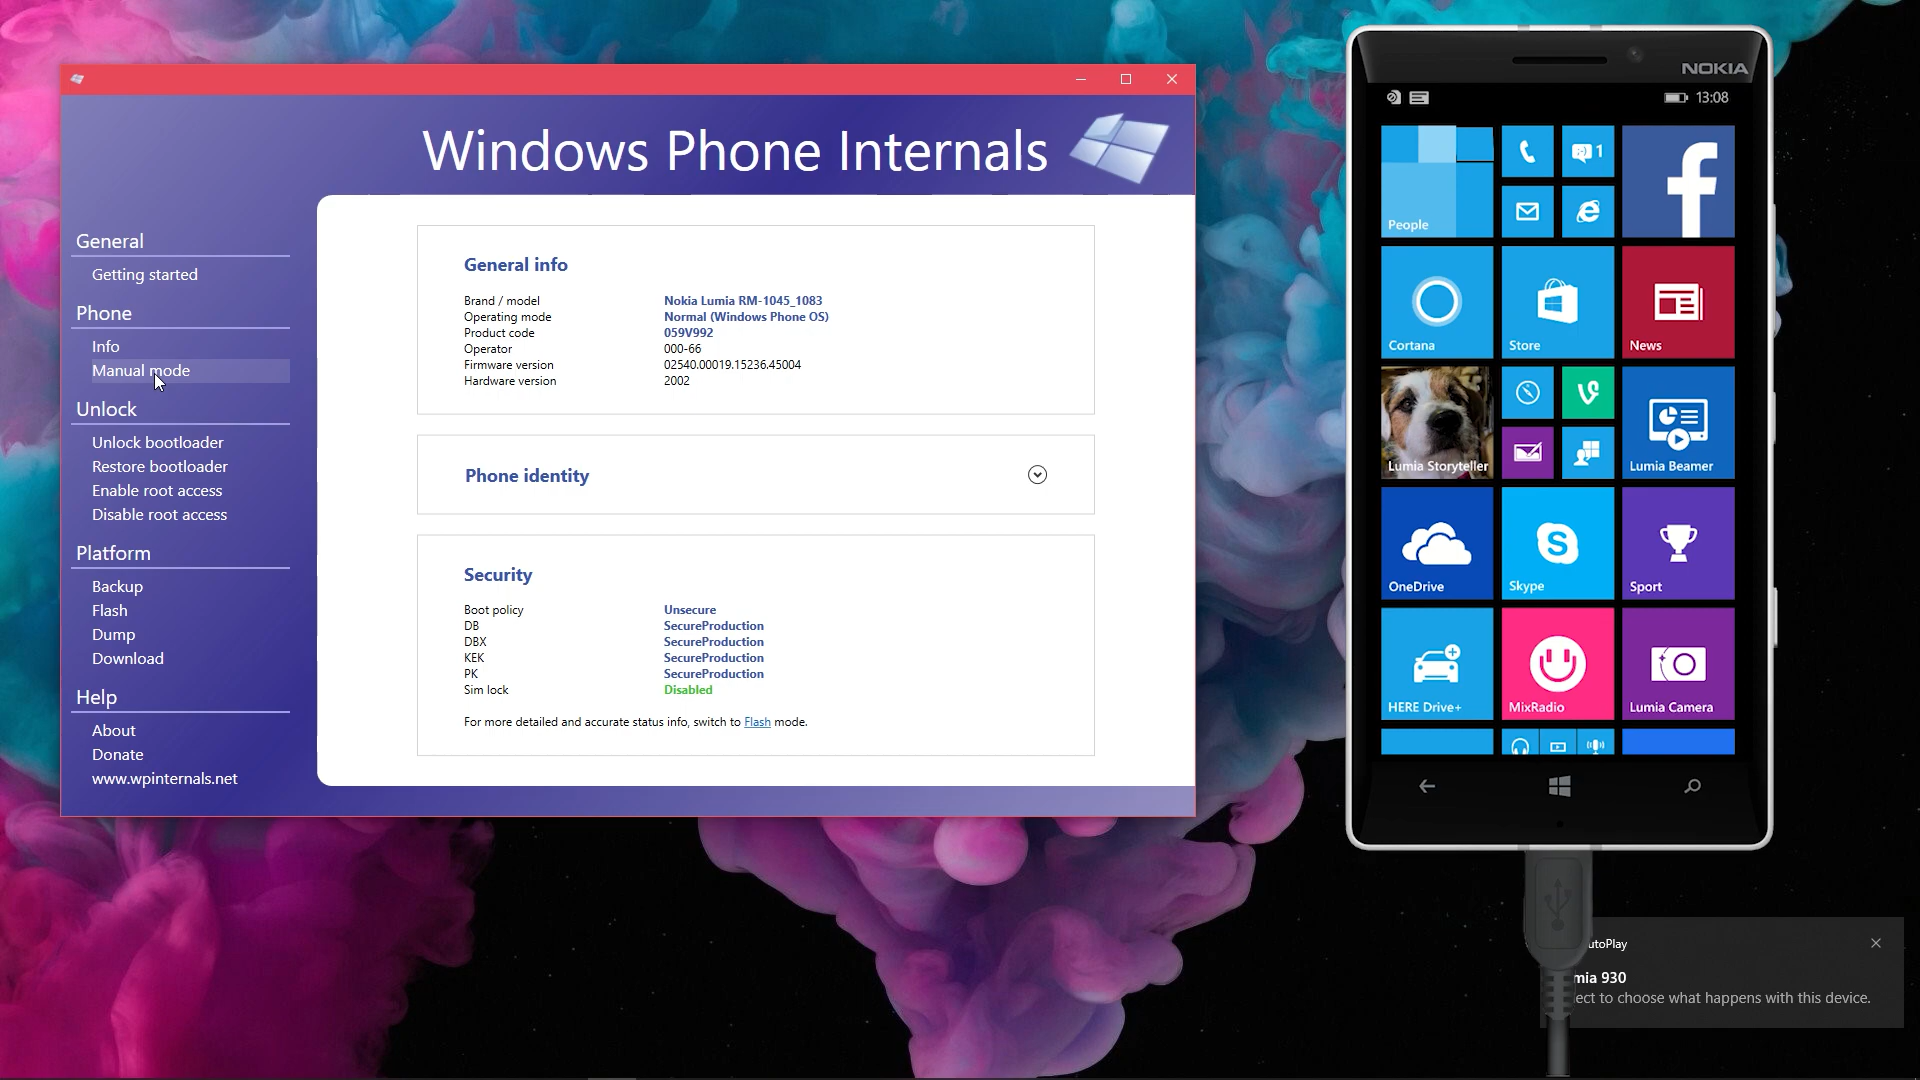 Windows Phone Internals
General
Getting started
Phone
Info
Manual mode
Unlock
Unlock bootloader
Restore bootloader
Enable root access
Disable root access
Platform
Backup
Flash
Dump
Download
Help
About
Donate
www.wpinternals.net
General info
Brand / model Nokia Lumia RM-1045_1083
Operating mode Normal (Windows Phone OS)
Product code 059V992
Operator 000-66
Firmware version 02540.00019.15236.45004
Hardware version 2002
Phone identity
Security
Boot policy Unsecure
DB SecureProduction
DBX SecureProduction
KEK SecureProduction
PK SecureProduction
Sim lock Disabled
For more detailed and accurate status info, switch to Flash mode.
NOKIA
13:08
1
People
Cortana
Store
News
Lumia Storyteller
Lumia Beamer
OneDrive
Skype
Sport
HERE Drive+
MixRadio
Lumia Camera
utoPlay
mia 930
ect to choose what happens with this device.